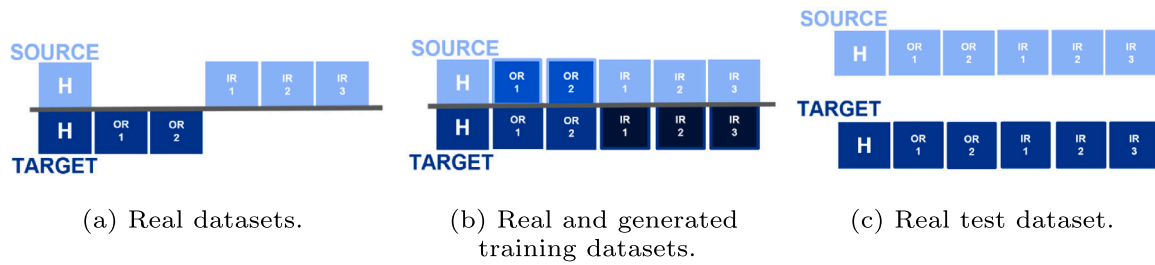 SOURCE
H IR 1 IR 2 IR 3
H OR 1 OR 2
TARGET
(a) Real datasets.
SOURCE
H OR 1 OR 2 IR 1 IR 2 IR 3
H OR 1 OR 2 IR 1 IR 2 IR 3
TARGET
(b) Real and generated
training datasets.
SOURCE
H OR 1 OR 2 IR 1 IR 2 IR 3
TARGET
H OR 1 OR 2 IR 1 IR 2 IR 3
(c) Real test dataset.